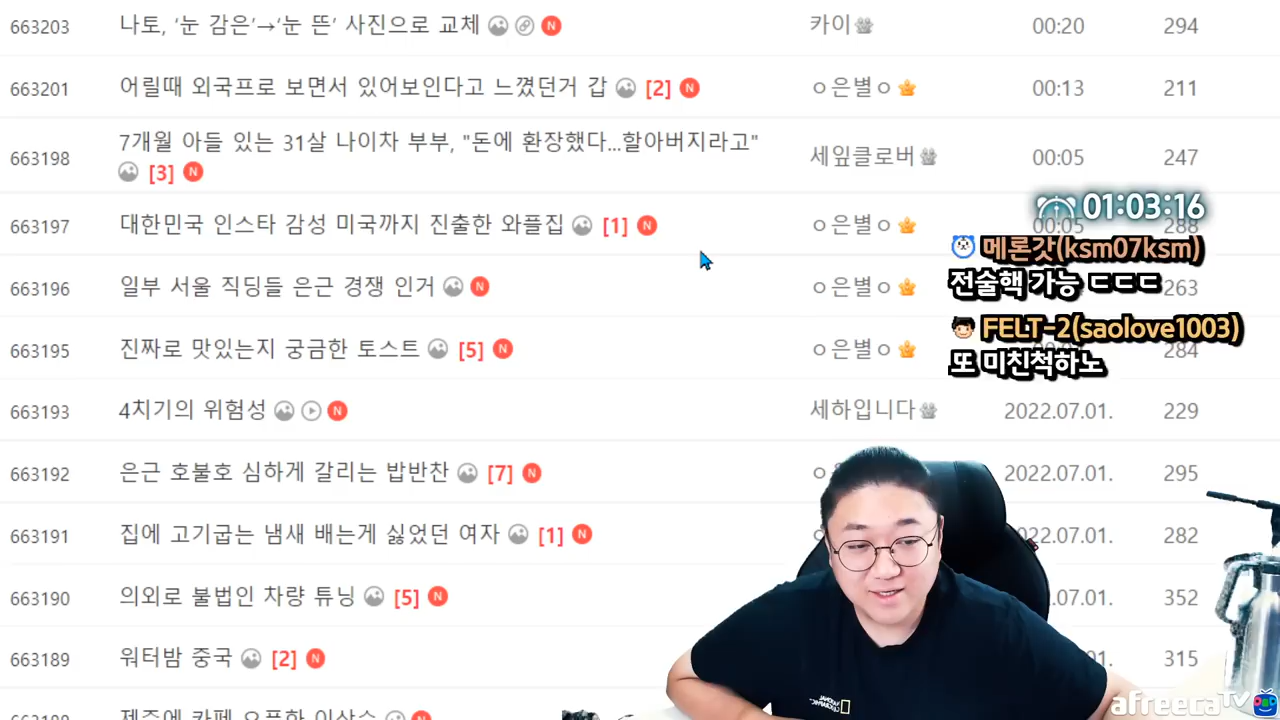 663203 나토, ‘눈 감은’→‘눈 뜬’ 사진으로 교체 N 카이 00:20 294
663201 어릴때 외국프로 보면서 있어보인다고 느꼈던거 갑 [2] N ㅇ은별ㅇ 00:13 211
663198 7개월 아들 있는 31살 나이차 부부, "돈에 환장했다...할아버지라고" 세잎클로버 00:05 247
[3] N
01:03:16
663197 대한민국 인스타 감성 미국까지 진출한 와플집 [1] N ㅇ은별ㅇ 00:05 288
메론갓(ksm07ksm)
전술핵 가능 ㄷㄷㄷ
663196 일부 서울 직딩들 은근 경쟁 인거 N ㅇ은별ㅇ 263
FELT-2(saolove1003)
663195 진짜로 맛있는지 궁금한 토스트 [5] N ㅇ은별ㅇ 284
또 미친척하노
663193 4치기의 위험성 N 세하입니다 2022.07.01. 229
663192 은근 호불호 심하게 갈리는 밥반찬 [7] N 2022.07.01. 295
663191 집에 고기굽는 냄새 배는게 싫었던 여자 [1] N 022.07.01. 282
663190 의외로 불법인 차량 튜닝 [5] N .07.01. 352
663189 워터밤 중국 [2] N 315
NATIONAL
GEOGRAPHIC
afreecaTV